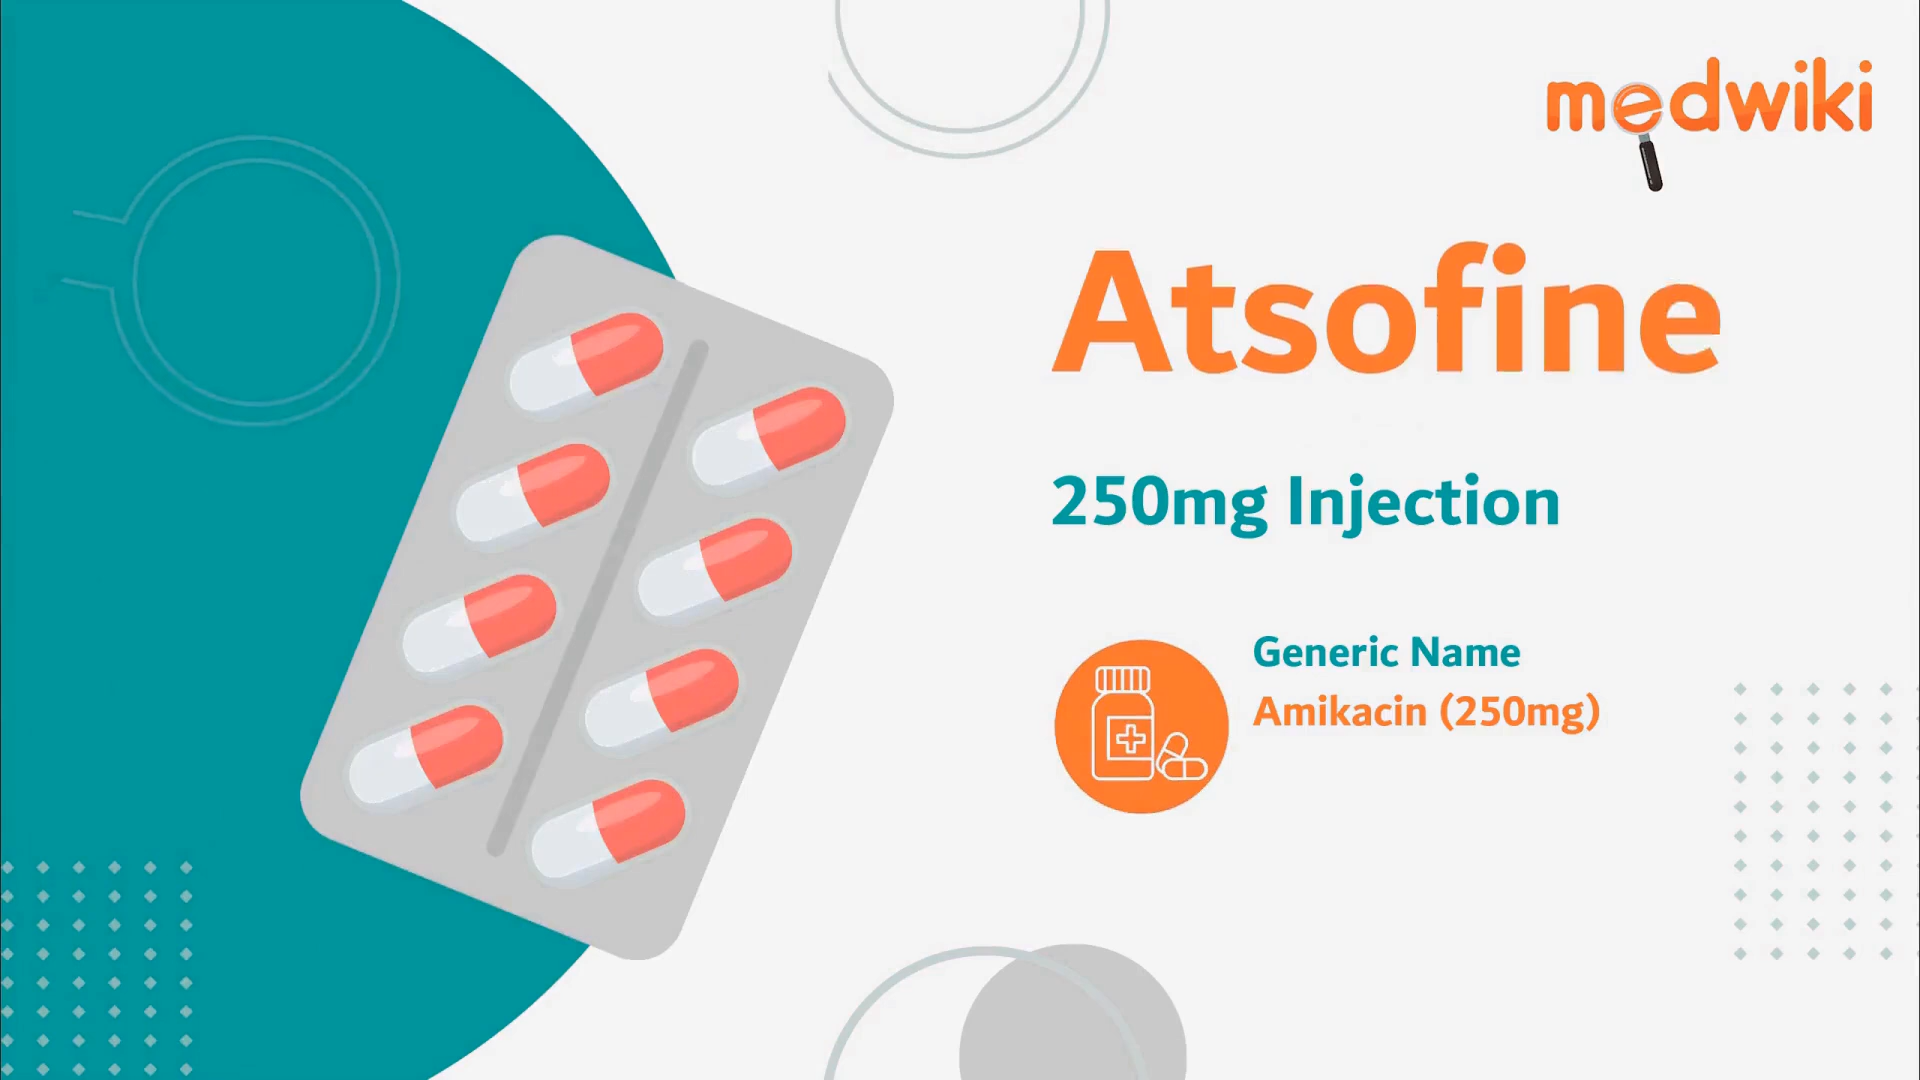 medwiki
Atsofine
250mg Injection
Generic Name
Amikacin (250mg)